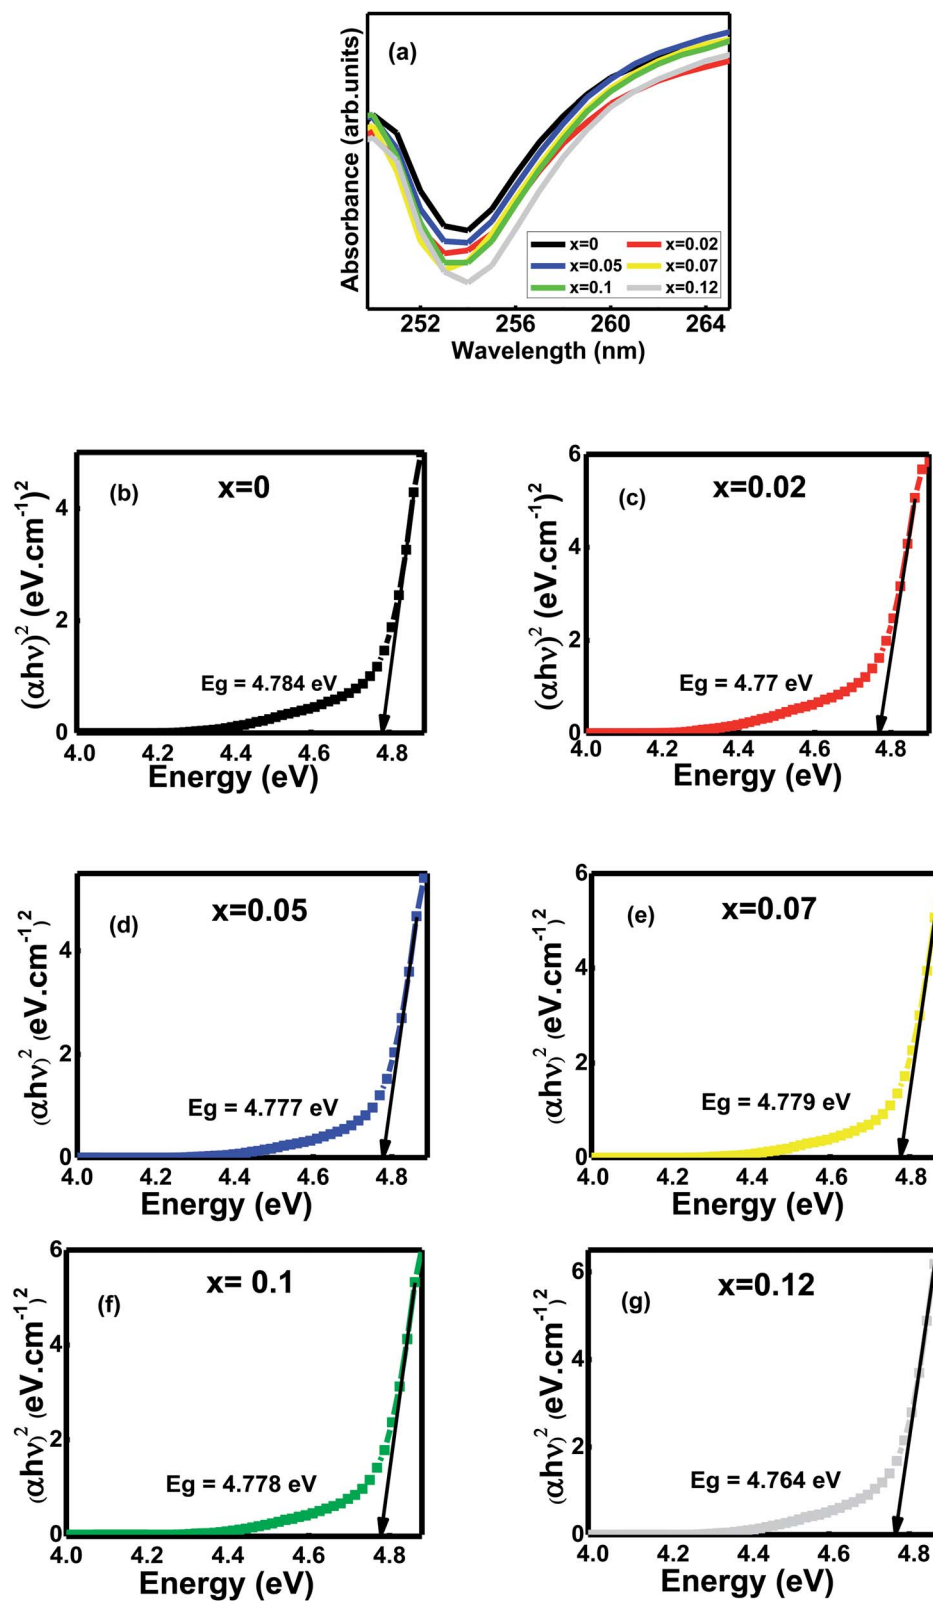 (a)
Absorbance (arb.units)
x=0 x=0.02
x=0.05 x=0.07
x=0.1 x=0.12
252 256 260 264
Wavelength (nm)
(b) x=0
(αhν)² (eV.cm⁻¹)²
4
2
0
Eg = 4.784 eV
4.0 4.2 4.4 4.6 4.8
Energy (eV)
(c) x=0.02
(αhν)² (eV.cm⁻¹)²
6
4
2
0
Eg = 4.77 eV
4.0 4.2 4.4 4.6 4.8
Energy (eV)
(d) x=0.05
(αhν)² (eV.cm⁻¹)²
4
2
0
Eg = 4.777 eV
4.0 4.2 4.4 4.6 4.8
Energy (eV)
(e) x=0.07
(αhν)² (eV.cm⁻¹)²
6
4
2
0
Eg = 4.779 eV
4.0 4.2 4.4 4.6 4.8
Energy (eV)
(f) x= 0.1
(αhν)² (eV.cm⁻¹)²
6
4
2
0
Eg = 4.778 eV
4.0 4.2 4.4 4.6 4.8
Energy (eV)
(g) x=0.12
(αhν)² (eV.cm⁻¹)²
6
4
2
0
Eg = 4.764 eV
4.0 4.2 4.4 4.6 4.8
Energy (eV)